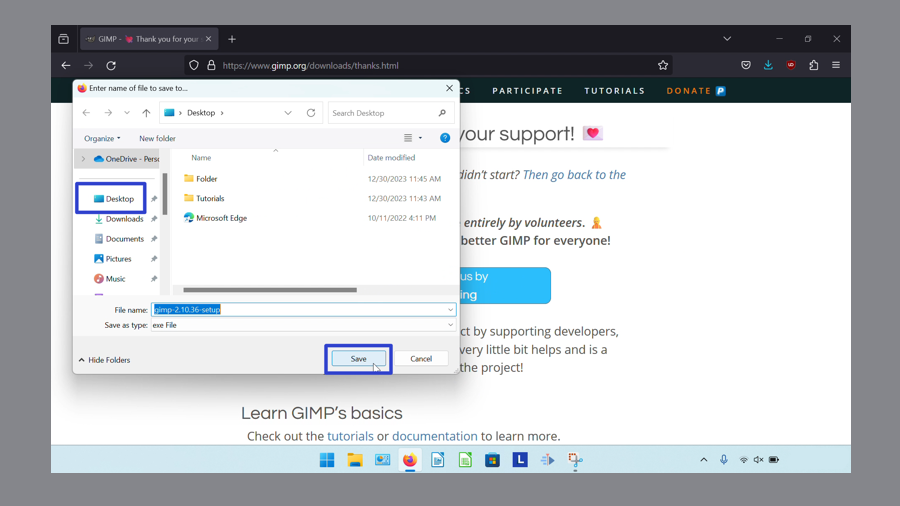 GIMP - 💘 Thank you for your
https://www.gimp.org/downloads/thanks.html
Enter name of file to save to...
CS PARTICIPATE TUTORIALS DONATE
Desktop
Search Desktop
Organize
New folder
your support! 💌
OneDrive - Perso
Name
Date modified
didn't start? Then go back to the
Folder
12/30/2023 11:45 AM
Desktop
Tutorials
12/30/2023 11:43 AM
Downloads
Microsoft Edge
10/11/2022 4:11 PM
entirely by volunteers.
Documents
better GIMP for everyone!
Pictures
Music
us by
ing
File name:
gimp-2.10.36-setup
Save as type:
exe File
ct by supporting developers,
very little bit helps and is a
the project!
Hide Folders
Save
Cancel
Learn GIMP's basics
Check out the tutorials or documentation to learn more.
L